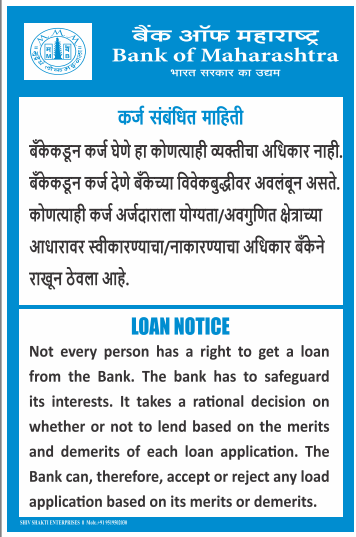 बैंक ऑफ महाराष्ट्र
Bank of Maharashtra
भारत सरकार का उद्यम
कर्ज संबंधित माहिती
बँकेकडून कर्ज घेणे हा कोणत्याही व्यक्तीचा अधिकार नाही.
बँकेकडून कर्ज देणे बँकेच्या विवेकबुद्धीवर अवलंबून असते.
कोणत्याही कर्ज अर्जदाराला योग्यता/अवगुणित क्षेत्राच्या
आधारावर स्वीकारण्याचा/नाकारण्याचा अधिकार बँकेने
राखून ठेवला आहे.
LOAN NOTICE
Not every person has a right to get a loan
from the Bank. The bank has to safeguard
its interests. It takes a rational decision on
whether or not to lend based on the merits
and demerits of each loan application. The
Bank can, therefore, accept or reject any load
application based on its merits or demerits.
SHIV SHAKTI ENTERPRISES